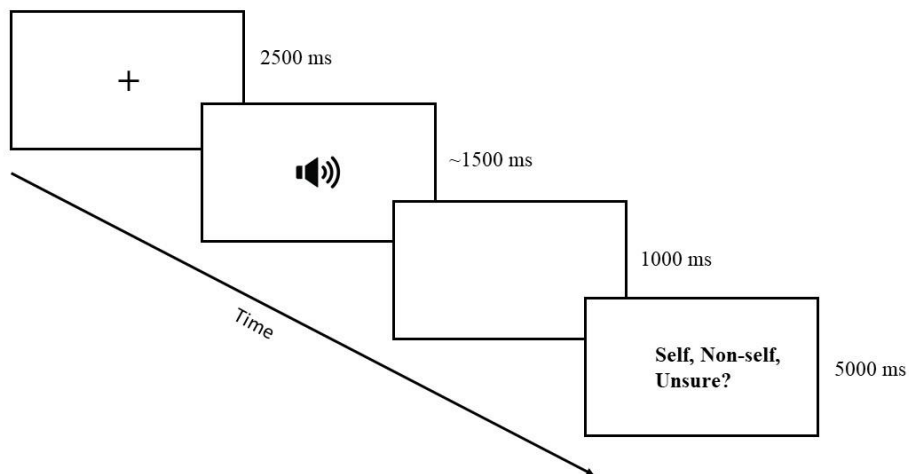 +
2500 ms
~1500 ms
1000 ms
Time
Self, Non-self,
Unsure?
5000 ms